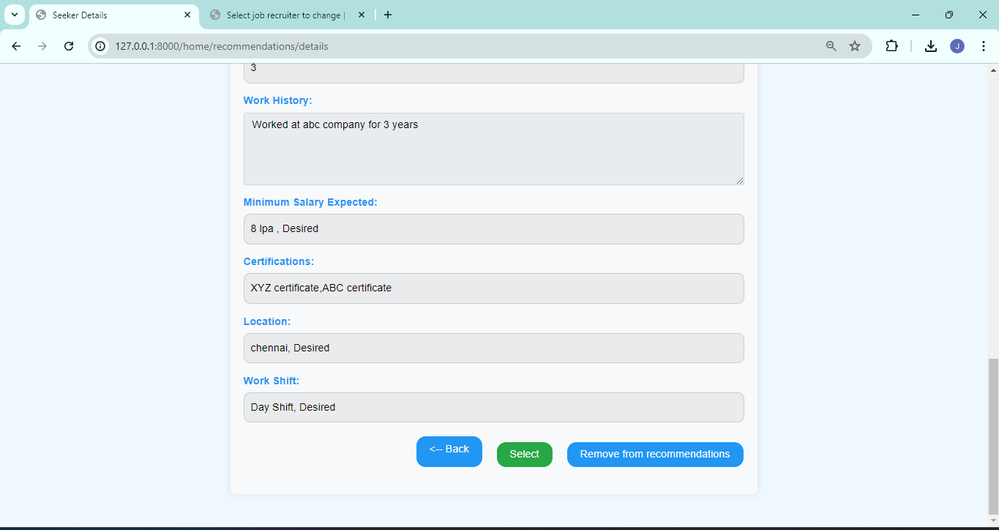 Seeker Details
Select job recruiter to change |
127.0.0.1:8000/home/recommendations/details
J
3
Work History:
Worked at abc company for 3 years
Minimum Salary Expected:
8 lpa , Desired
Certifications:
XYZ certificate,ABC certificate
Location:
chennai, Desired
Work Shift:
Day Shift, Desired
<-- Back
Select
Remove from recommendations